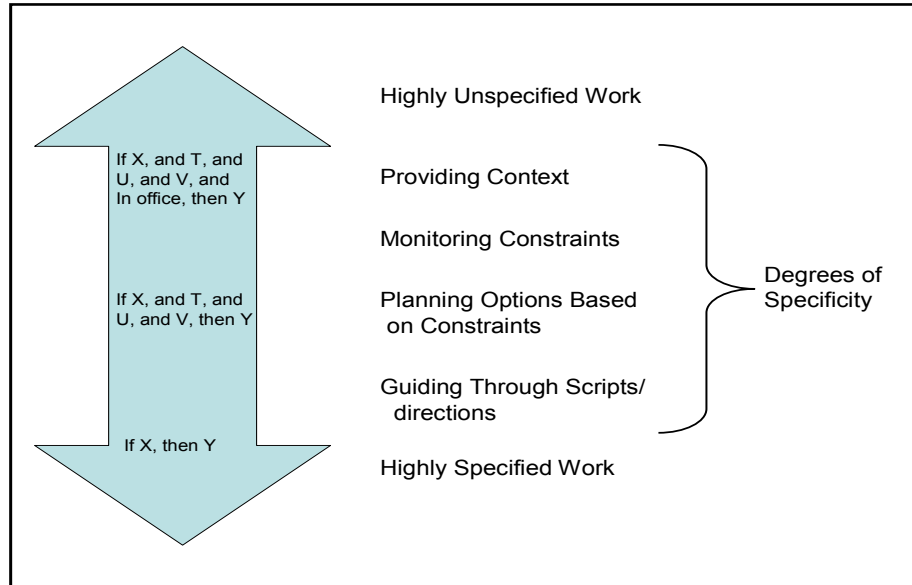 Highly Unspecified Work
If X, and T, and
U, and V, and
In office, then Y
Providing Context
Monitoring Constraints
If X, and T, and
U, and V, then Y
Planning Options Based
on Constraints
Degrees of
Specificity
Guiding Through Scripts/
directions
If X, then Y
Highly Specified Work